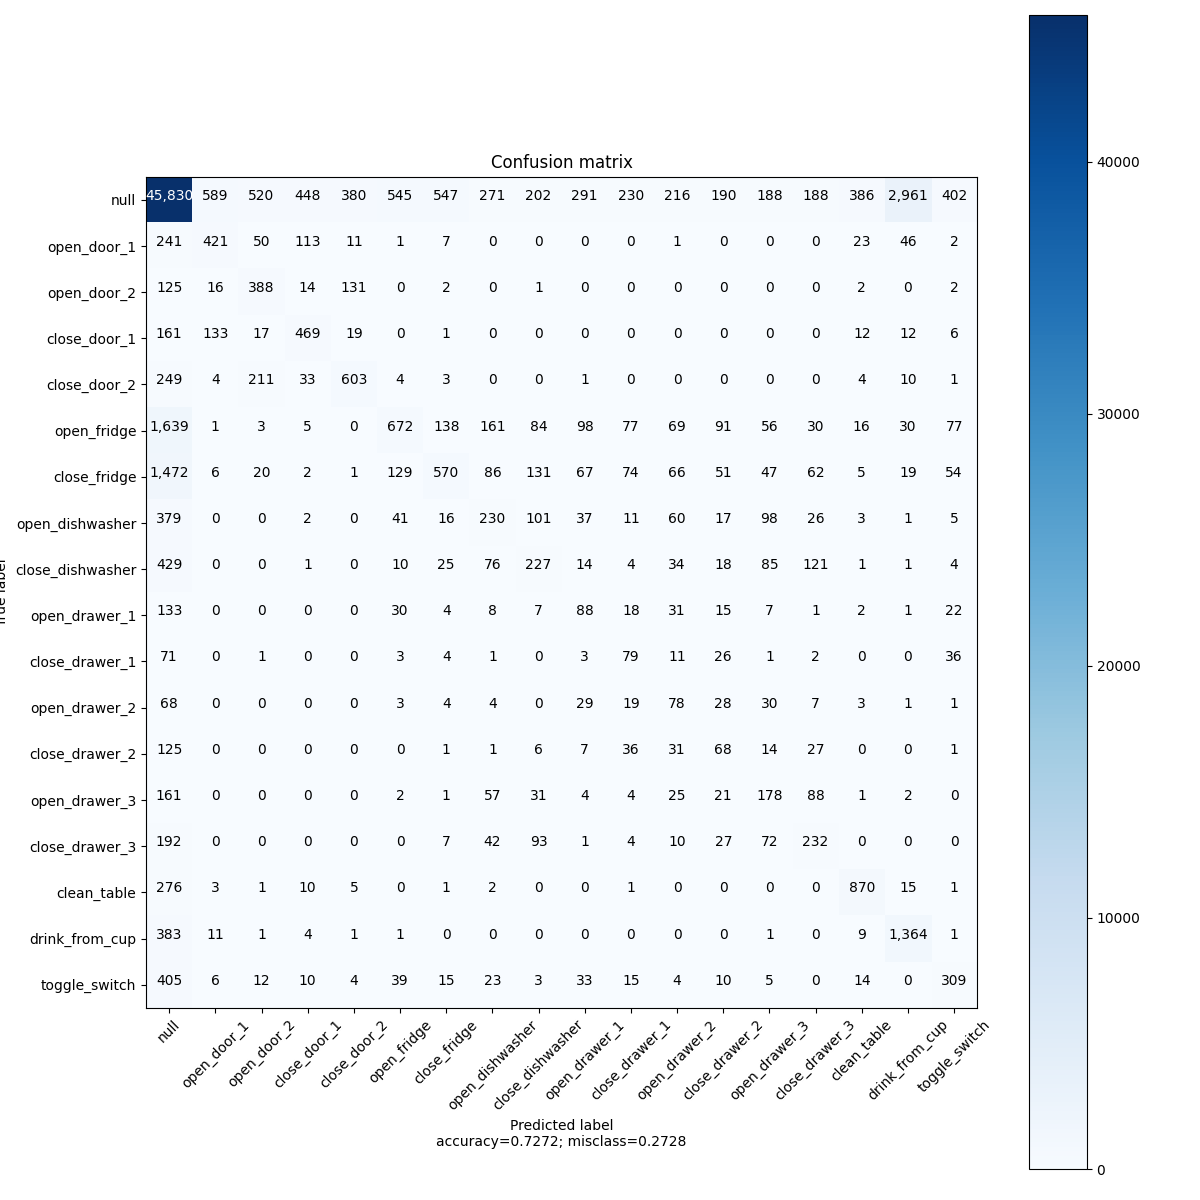 Confusion matrix
null 45,830 589 520 448 380 545 547 271 202 291 230 216 190 188 188 386 2,961 402
open_door_1 241 421 50 113 11 1 7 0 0 0 0 1 0 0 0 23 46 2
open_door_2 125 16 388 14 131 0 2 0 1 0 0 0 0 0 0 2 0 2
close_door_1 161 133 17 469 19 0 1 0 0 0 0 0 0 0 0 12 12 6
close_door_2 249 4 211 33 603 4 3 0 0 1 0 0 0 0 0 4 10 1
open_fridge 1,639 1 3 5 0 672 138 161 84 98 77 69 91 56 30 16 30 77
close_fridge 1,472 6 20 2 1 129 570 86 131 67 74 66 51 47 62 5 19 54
open_dishwasher 379 0 0 2 0 41 16 230 101 37 11 60 17 98 26 3 1 5
close_dishwasher 429 0 0 1 0 10 25 76 227 14 4 34 18 85 121 1 1 4
open_drawer_1 133 0 0 0 0 30 4 8 7 88 18 31 15 7 1 2 1 22
close_drawer_1 71 0 1 0 0 3 4 1 0 3 79 11 26 1 2 0 0 36
open_drawer_2 68 0 0 0 0 3 4 4 0 29 19 78 28 30 7 3 1 1
close_drawer_2 125 0 0 0 0 0 1 1 6 7 36 31 68 14 27 0 0 1
open_drawer_3 161 0 0 0 0 2 1 57 31 4 4 25 21 178 88 1 2 0
close_drawer_3 192 0 0 0 0 0 7 42 93 1 4 10 27 72 232 0 0 0
clean_table 276 3 1 10 5 0 1 2 0 0 1 0 0 0 0 870 15 1
drink_from_cup 383 11 1 4 1 1 0 0 0 0 0 0 0 1 0 9 1,364 1
toggle_switch 405 6 12 10 4 39 15 23 3 33 15 4 10 5 0 14 0 309
null open_door_1 open_door_2 close_door_1 close_door_2 open_fridge close_fridge open_dishwasher close_dishwasher open_drawer_1 close_drawer_1 open_drawer_2 close_drawer_2 open_drawer_3 close_drawer_3 clean_table drink_from_cup toggle_switch
Predicted label
accuracy=0.7272; misclass=0.2728
40000
30000
20000
10000
0